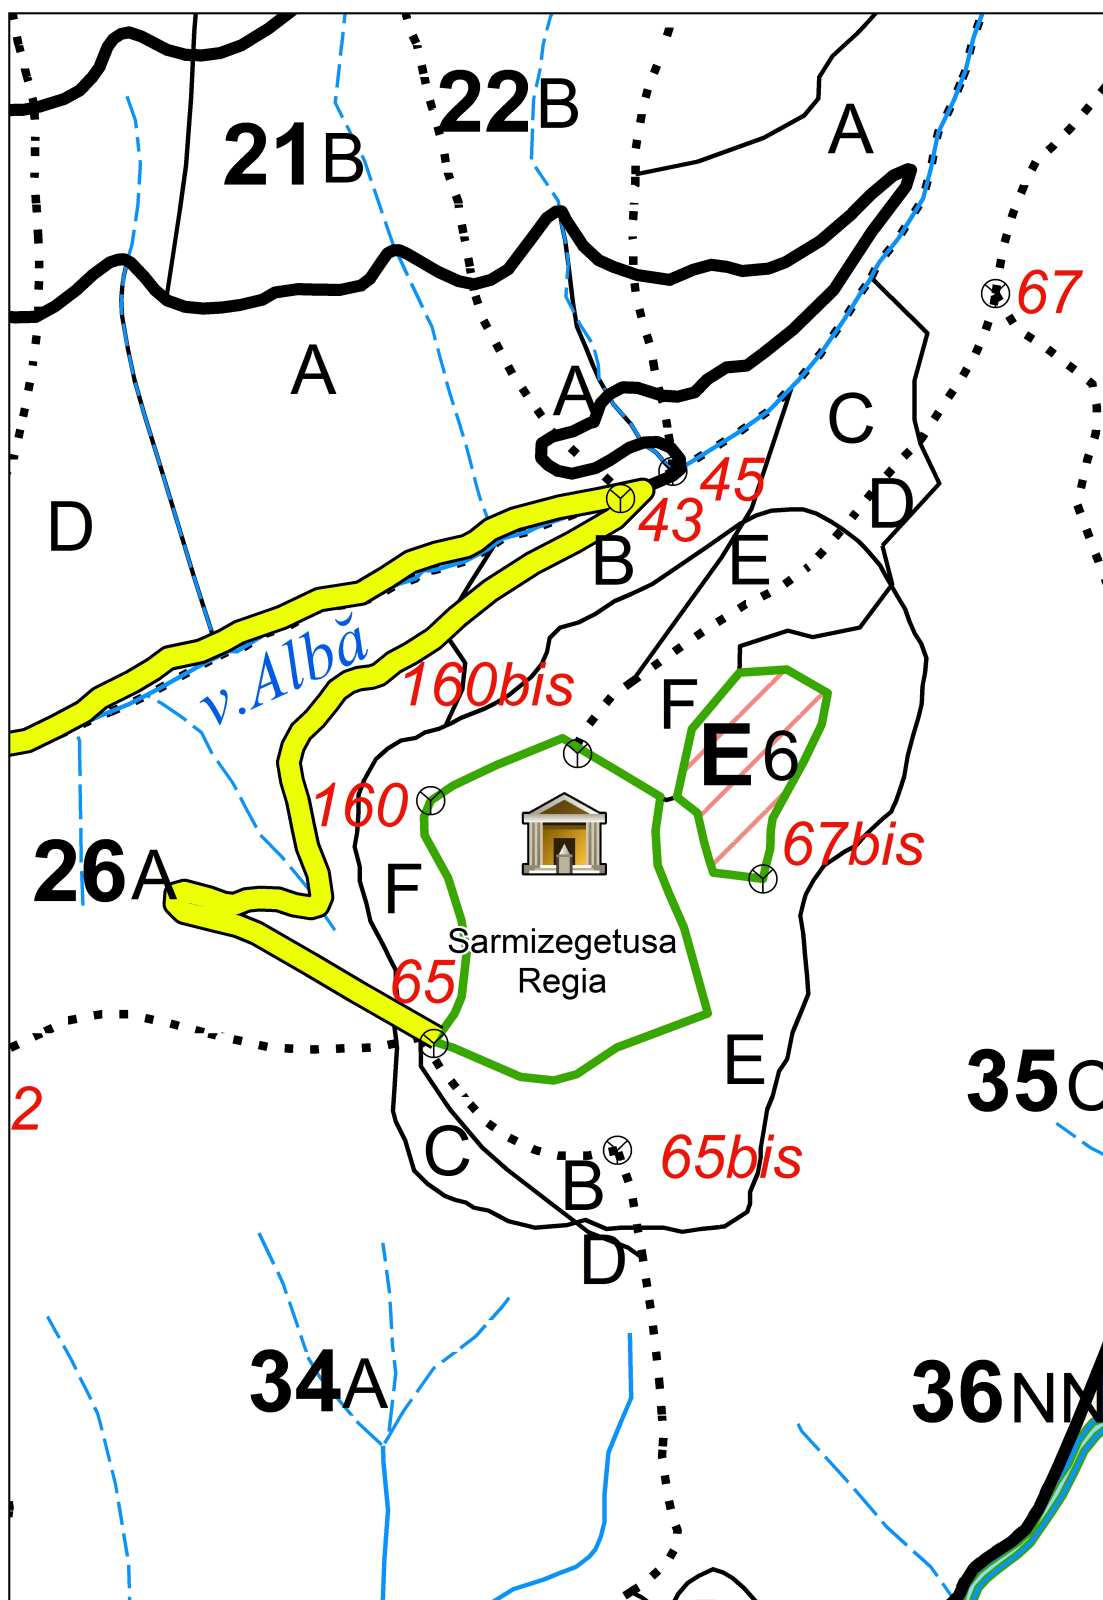 22B
A
21B
67
A
A
C
45
D
43
D
B
E
v.Albă
160bis
F
E6
160
67bis
26A
F
Sarmizegetusa
Regia
65
E
35C
2
C
65bis
B
D
34A
36NN